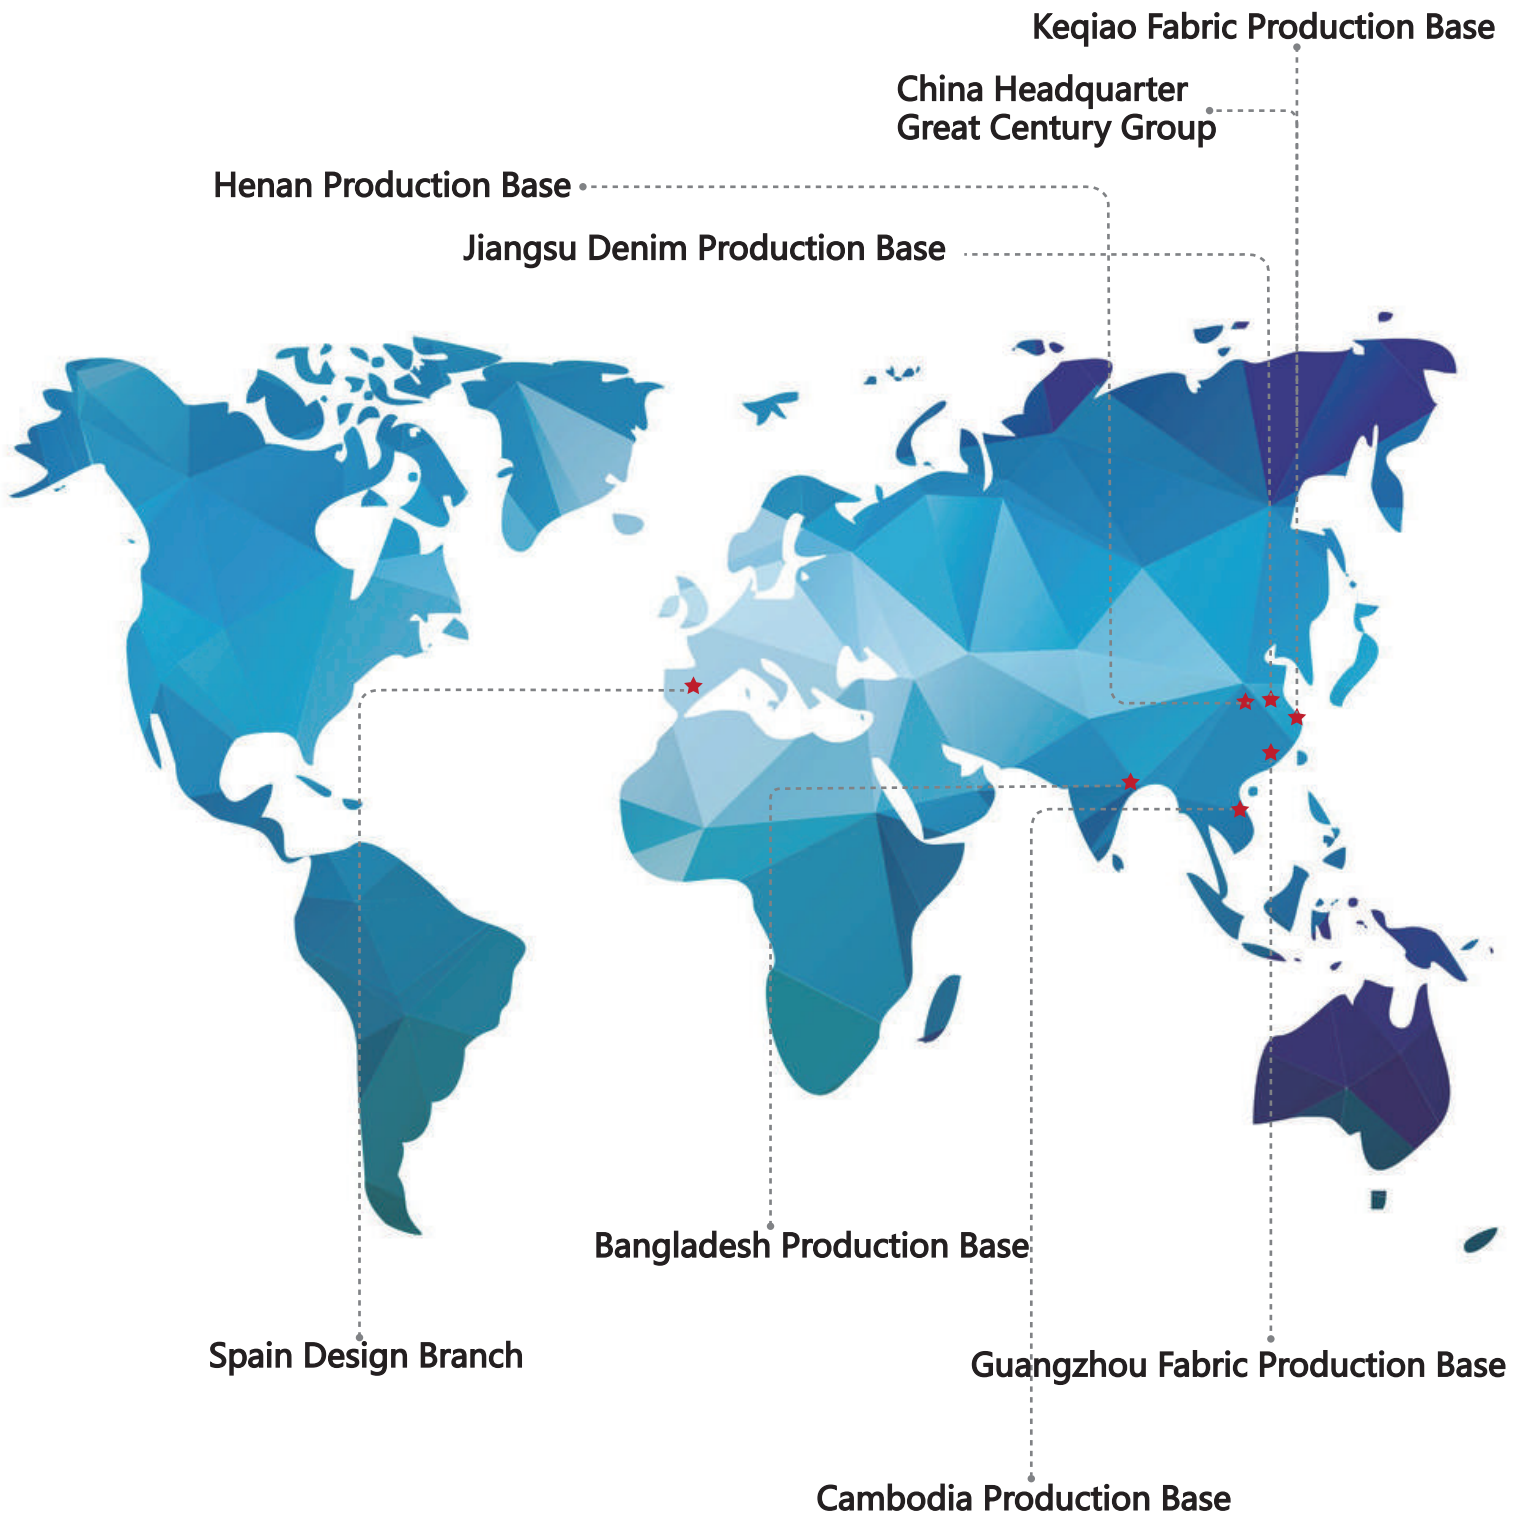 Keqiao Fabric Production Base
China Headquarter
Great Century Group
Henan Production Base
Jiangsu Denim Production Base
Bangladesh Production Base
Spain Design Branch
Guangzhou Fabric Production Base
Cambodia Production Base